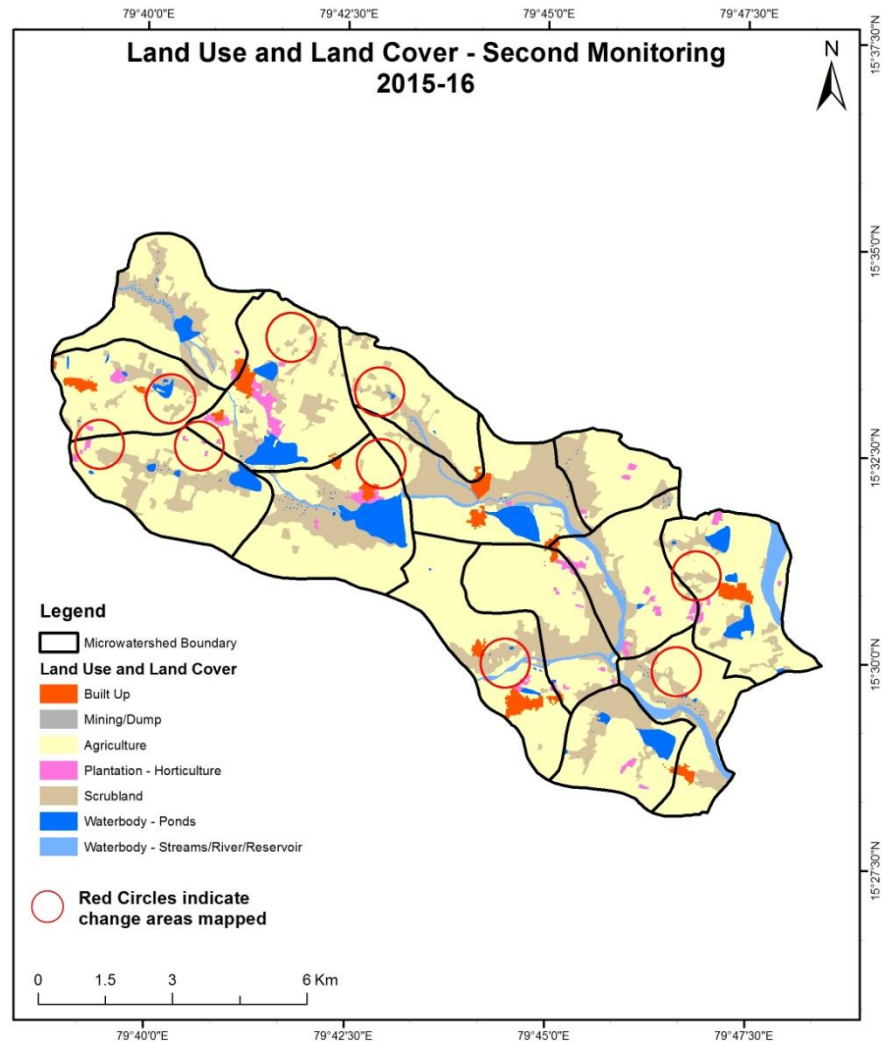 79°40'0"E
79°42'30"E
79°45'0"E
79°47'30"E
Land Use and Land Cover - Second Monitoring
2015-16
N
15°37'30"N
15°35'0"N
15°32'30"N
15°30'0"N
15°27'30"N
Legend
Microwatershed Boundary
Land Use and Land Cover
Built Up
Mining/Dump
Agriculture
Plantation - Horticulture
Scrubland
Waterbody - Ponds
Waterbody - Streams/River/Reservoir
Red Circles indicate
change areas mapped
0 1.5 3 6 Km
79°40'0"E
79°42'30"E
79°45'0"E
79°47'30"E